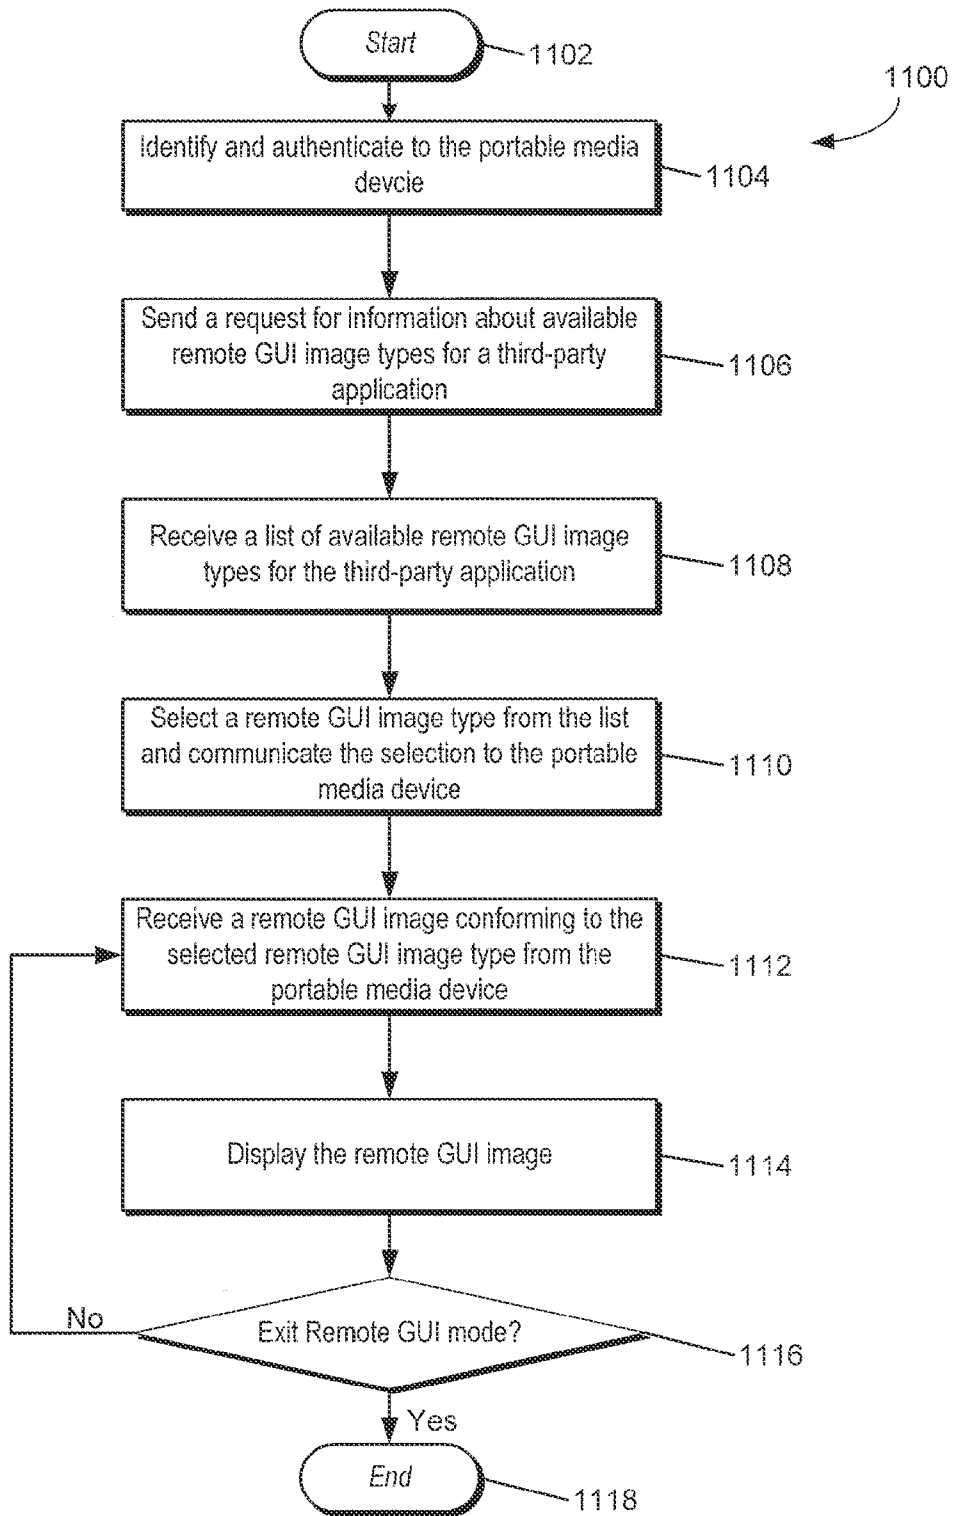 Start
1102
1100
Identify and authenticate to the portable media
devcie
1104
Send a request for information about available
remote GUI image types for a third-party
application
1106
Receive a list of available remote GUI image
types for the third-party application
1108
Select a remote GUI image type from the list
and communicate the selection to the portable
media device
1110
Receive a remote GUI image conforming to the
selected remote GUI image type from the
portable media device
1112
Display the remote GUI image
1114
No
Exit Remote GUI mode?
1116
Yes
End
1118